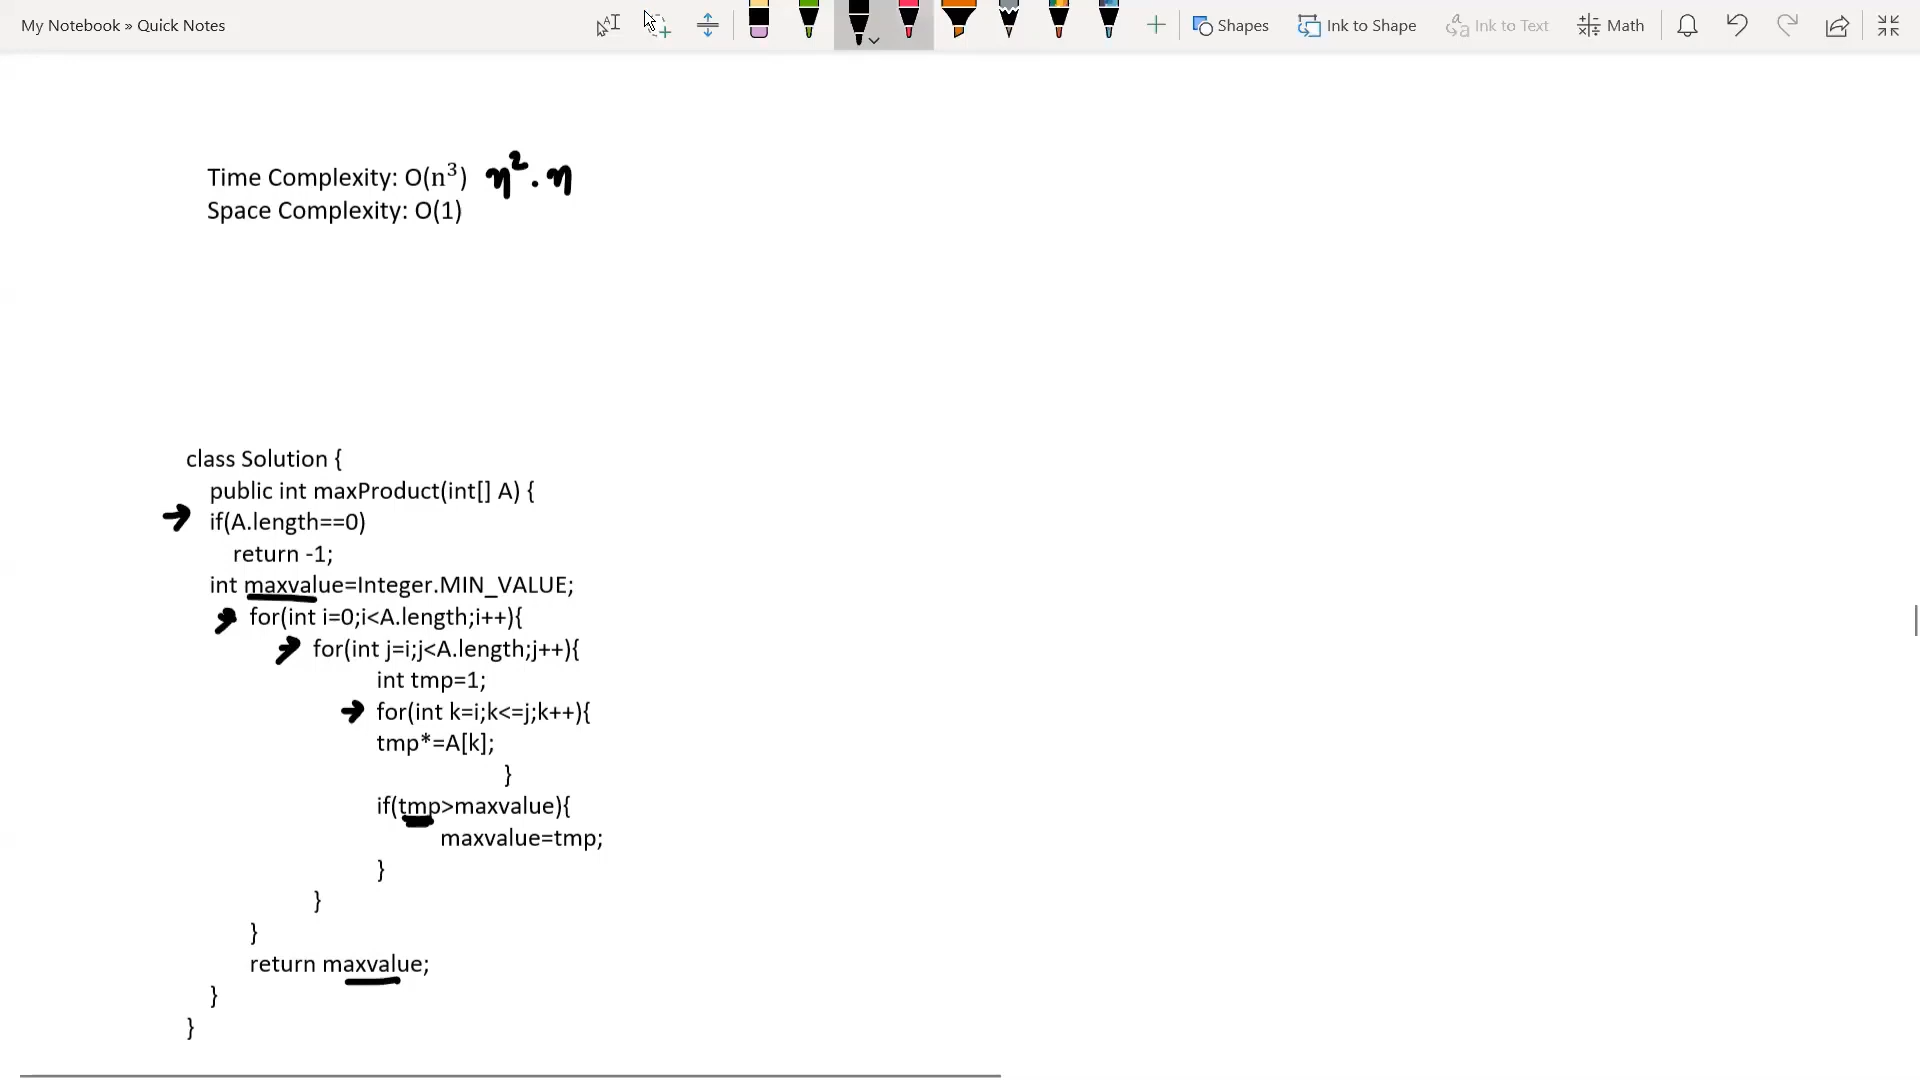 My Notebook » Quick Notes
Shapes
Ink to Shape
Ink to Text
Math
Time Complexity: O(n³) n².n
Space Complexity: O(1)
class Solution {
public int maxProduct(int[] A) {
if(A.length==0)
return -1;
int maxvalue=Integer.MIN_VALUE;
for(int i=0;i<A.length;i++){
for(int j=i;j<A.length;j++){
int tmp=1;
for(int k=i;k<=j;k++){
tmp*=A[k];
}
if(tmp>maxvalue){
maxvalue=tmp;
}
}
}
return maxvalue;
}
}